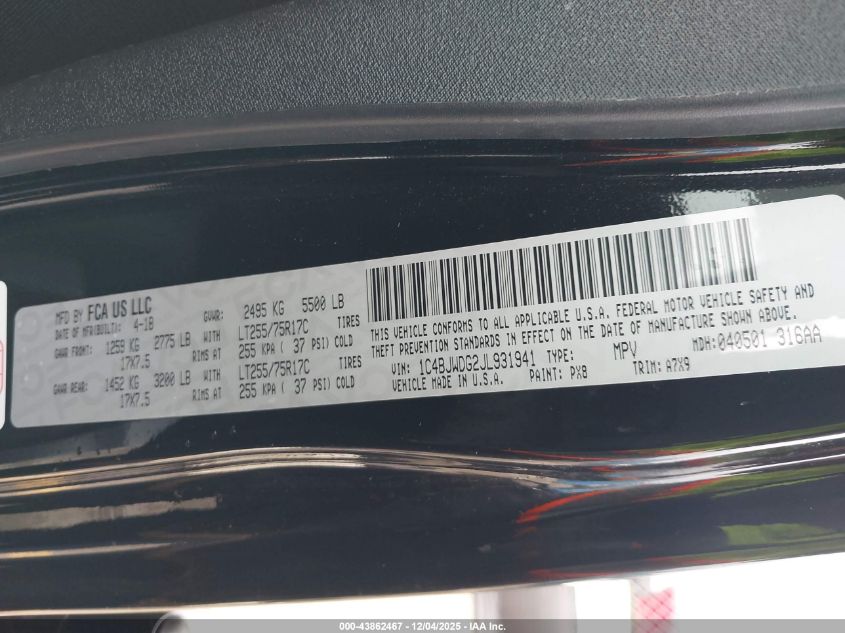 MFD BY FCA US LLC GVWR: 2495 KG 5500 LB
DATE OF MFR(BUILT): 4-18 LT255/75R17C TIRES
GAWR FRONT: 1258 KG 2775 LB WITH 255 KPA ( 37 PSI) COLD
17X7.5 RIMS AT
GAWR REAR: 1452 KG 3200 LB WITH LT255/75R17C TIRES
17X7.5 RIMS AT 255 KPA ( 37 PSI) COLD
THIS VEHICLE CONFORMS TO ALL APPLICABLE U.S.A. FEDERAL MOTOR VEHICLE SAFETY AND
THEFT PREVENTION STANDARDS IN EFFECT ON THE DATE OF MANUFACTURE SHOWN ABOVE.
VIN: 1C4BJWDG2JL931941 TYPE: MPV MDH: 040501 316AA
VEHICLE MADE IN U.S.A. PAINT: PX8 TRIM: A7X9
000-43862467 - 12/04/2025 - IAA Inc.